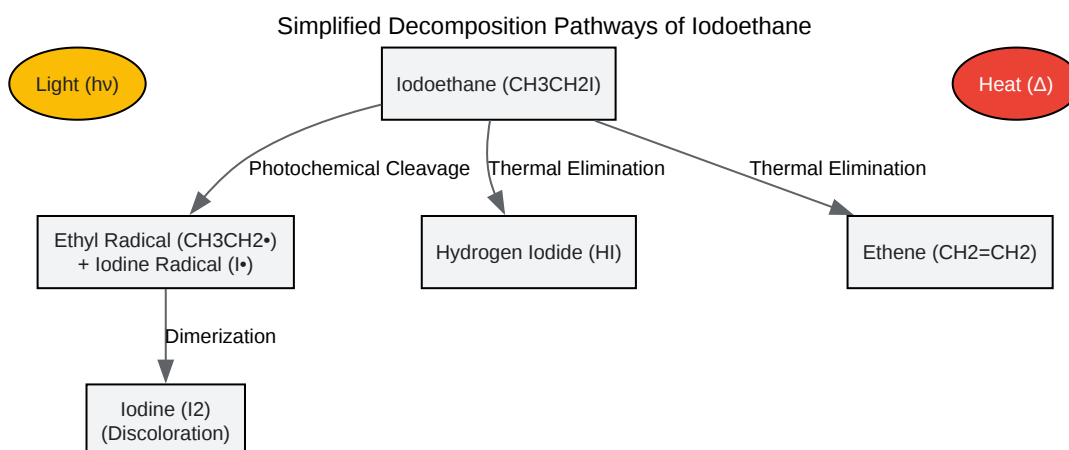 Simplified Decomposition Pathways of Iodoethane
Light (hν)
Iodoethane (CH3CH2I)
Heat (Δ)
Photochemical Cleavage
Thermal Elimination
Thermal Elimination
Ethyl Radical (CH3CH2•)
+ Iodine Radical (I•)
Hydrogen Iodide (HI)
Ethene (CH2=CH2)
Dimerization
Iodine (I2)
(Discoloration)